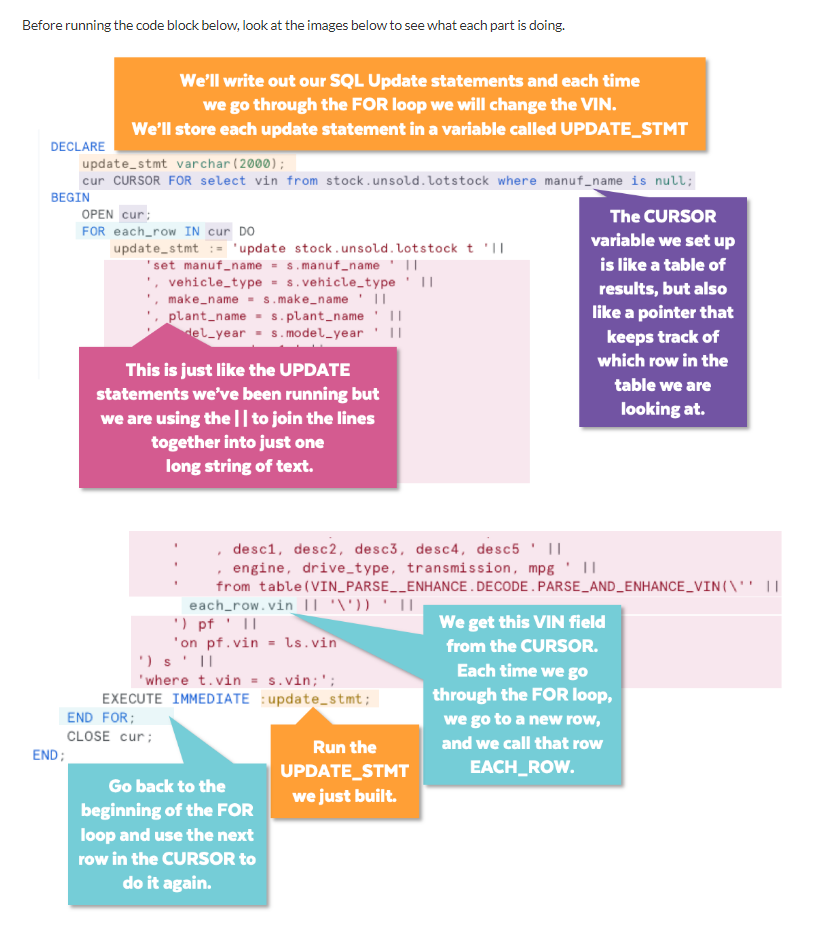 Before running the code block below, look at the images below to see what each part is doing.
We'll write out our SQL Update statements and each time
we go through the FOR loop we will change the VIN.
We'll store each update statement in a variable called UPDATE_STMT
DECLARE
update_stmt varchar(2000);
cur CURSOR FOR select vin from stock.unsold.lotstock where manuf_name is null;
BEGIN
OPEN cur;
FOR each_row IN cur DO
update_stmt := 'update stock.unsold.lotstock t '||
'set manuf_name = s.manuf_name ' ||
', vehicle_type = s.vehicle_type ' ||
', make_name = s.make_name ' ||
', plant_name = s.plant_name ' ||
del_year = s.model_year ' ||
The CURSOR
variable we set up
is like a table of
results, but also
like a pointer that
keeps track of
which row in the
table we are
looking at.
This is just like the UPDATE
statements we've been running but
we are using the || to join the lines
together into just one
long string of text.
' , desc1, desc2, desc3, desc4, desc5 ' ||
' , engine, drive_type, transmission, mpg ' ||
' from table(VIN_PARSE__ENHANCE.DECODE.PARSE_AND_ENHANCE_VIN(\'' ||
each_row.vin || '\')) ' ||
') pf ' ||
'on pf.vin = ls.vin
') s ' ||
'where t.vin = s.vin;';
EXECUTE IMMEDIATE :update_stmt;
END FOR;
CLOSE cur;
END;
We get this VIN field
from the CURSOR.
Each time we go
through the FOR loop,
we go to a new row,
and we call that row
EACH_ROW.
Run the
UPDATE_STMT
we just built.
Go back to the
beginning of the FOR
loop and use the next
row in the CURSOR to
do it again.